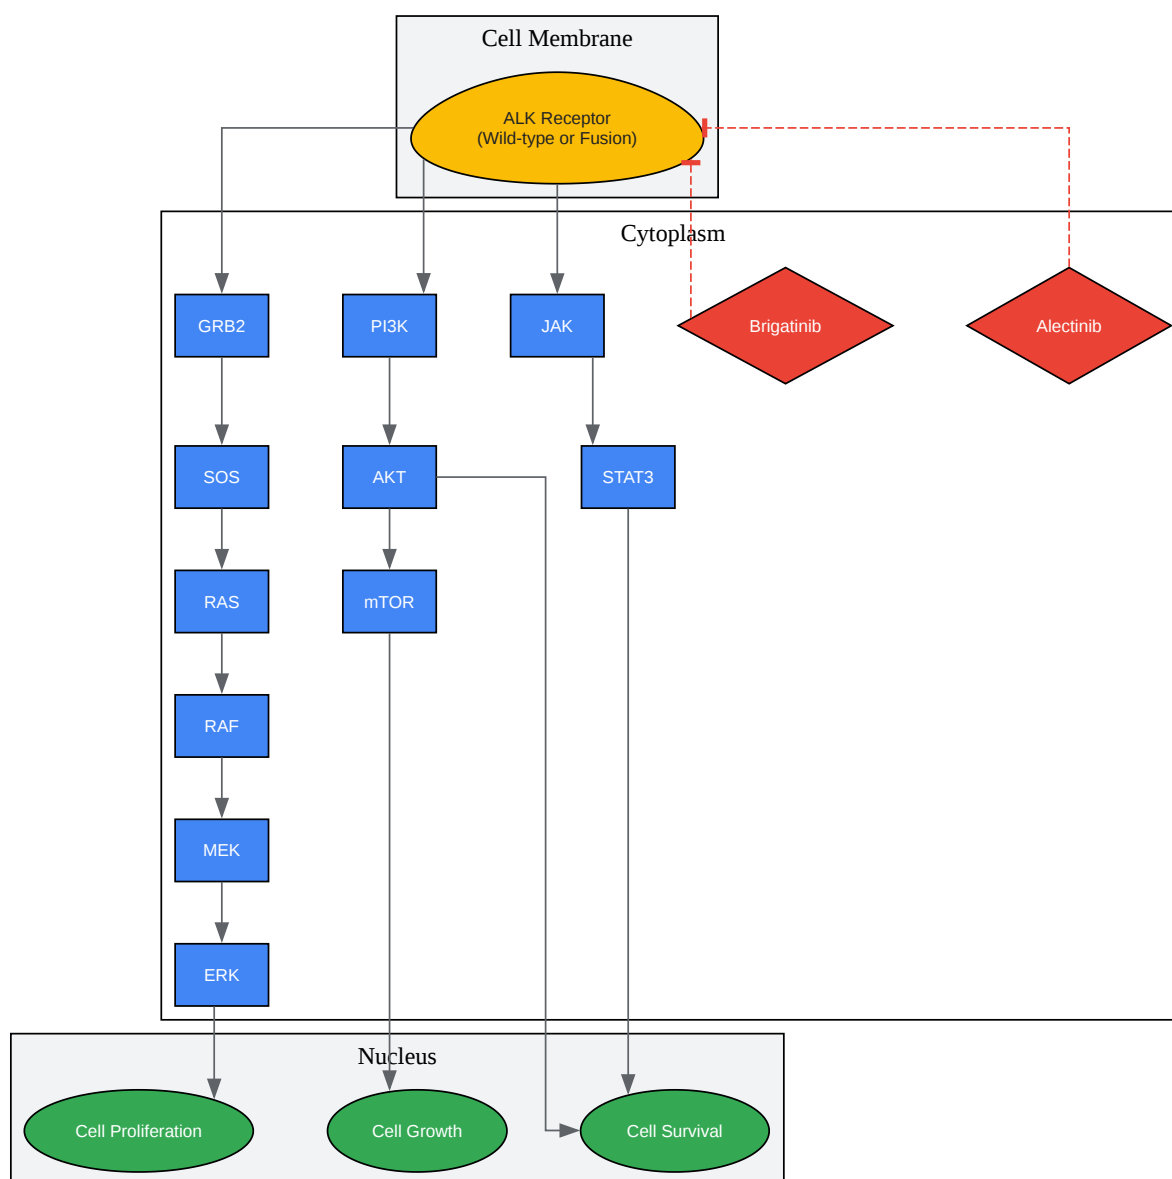 Cell Membrane
ALK Receptor
(Wild-type or Fusion)
Cytoplasm
GRB2
PI3K
JAK
Brigatinib
Alectinib
SOS
AKT
STAT3
RAS
mTOR
RAF
MEK
ERK
Nucleus
Cell Proliferation
Cell Growth
Cell Survival